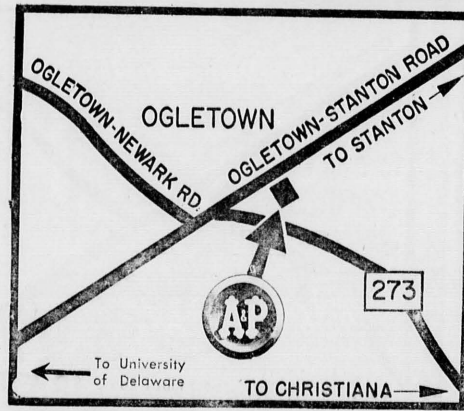 OGLETOWN-NEWARK RD.
OGLETOWN
OGLETOWN-STANTON ROAD
TO STANTON
A&P
273
To University
of Delaware
TO CHRISTIANA